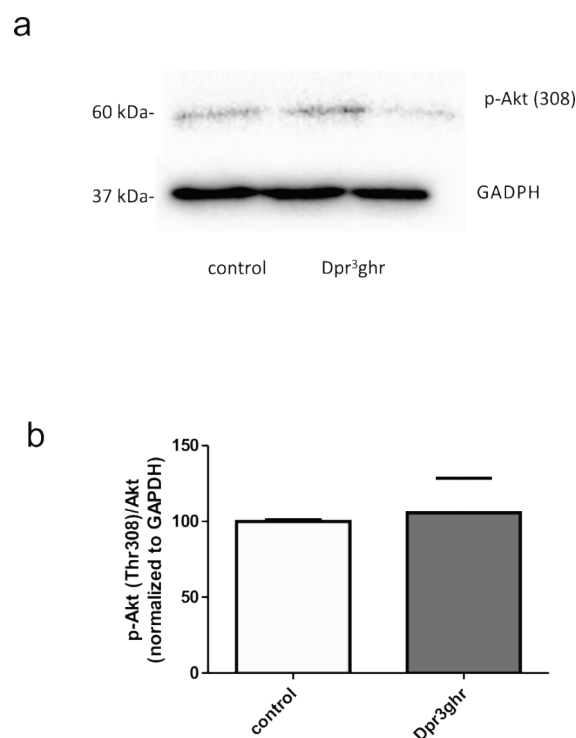 a
60 kDa-
p-Akt (308)
37 kDa-
GADPH
control
Dpr³ghr
b
p-Akt (Thr308)/Akt
(normalized to GAPDH)
150
100
50
0
control
Dpr3ghr